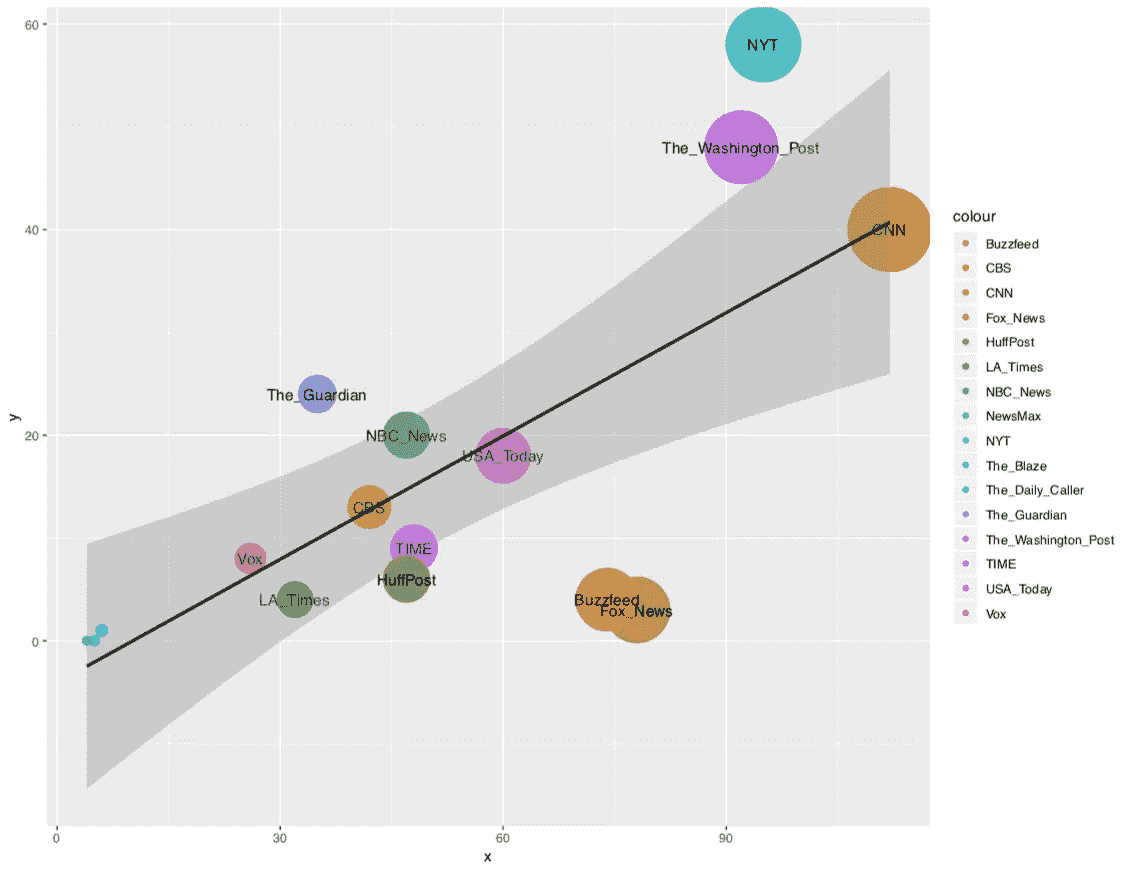 60
NYT
The_Washington_Post
40
CNN
The_Guardian
20
NBC_News
USA_Today
CBS
TIME
Vox
HuffPost
LA_Times
Buzzfeed
Fox_News
0
y
0
30
60
90
x
colour
Buzzfeed
CBS
CNN
Fox_News
HuffPost
LA_Times
NBC_News
NewsMax
NYT
The_Blaze
The_Daily_Caller
The_Guardian
The_Washington_Post
TIME
USA_Today
Vox